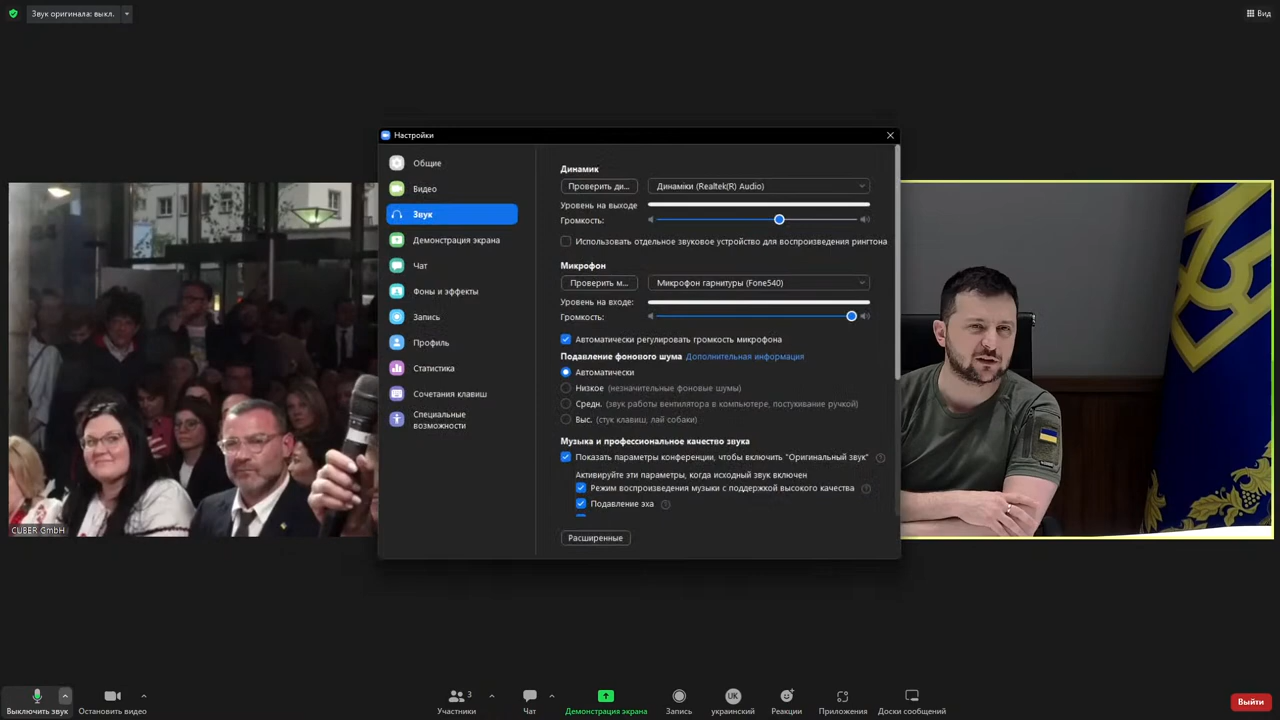 Звук оригинала: выкл.
Вид
Настройки
Общие
Видео
Звук
Демонстрация экрана
Чат
Фоны и эффекты
Запись
Профиль
Статистика
Сочетания клавиш
Специальные
возможности
Динамик
Проверить ди...
Динаміки (Realtek(R) Audio)
Уровень на выходе
Громкость:
Использовать отдельное звуковое устройство для воспроизведения рингтона
Микрофон
Проверить м...
Микрофон гарнитуры (Fone540)
Уровень на входе:
Громкость:
Автоматически регулировать громкость микрофона
Подавление фонового шума Дополнительная информация
Автоматически
Низкое (незначительные фоновые шумы)
Средн. (звук работы вентилятора в компьютере, постукивание ручкой)
Выс. (стук клавиш, лай собаки)
Музыка и профессиональное качество звука
Показать параметры конференции, чтобы включить "Оригинальный звук"
Активируйте эти параметры, когда исходный звук включен
Режим воспроизведения музыки с поддержкой высокого качества
Подавление эха
Расширенные
CUBER GmbH
Выключить звук
Остановить видео
3
Участники
Чат
Демонстрация экрана
Запись
UK
украинский
Реакции
Приложения
Доски сообщений
Выйти